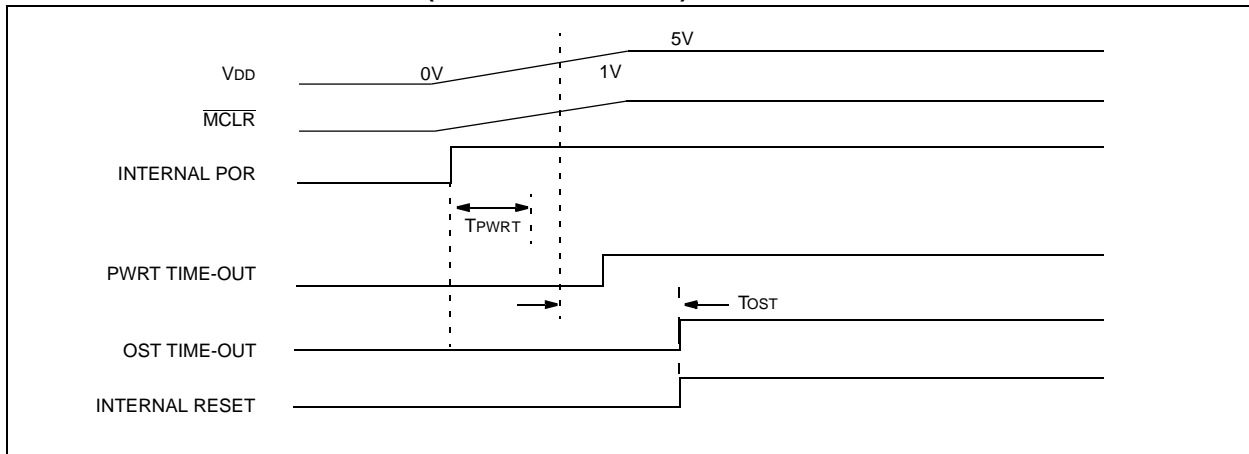 5V
VDD 0V 1V
MCLR
INTERNAL POR
TPWRT
PWRT TIME-OUT
TOST
OST TIME-OUT
INTERNAL RESET